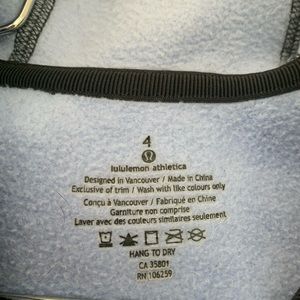 4
lululemon athletica
Designed in Vancouver / Made in China
Exclusive of trim / Wash with like colours only
Conçu à Vancouver / Fabriqué en Chine
Garniture non comprise
Laver avec des couleurs similaires seulement
HANG TO DRY
CA 35801
RN 106259